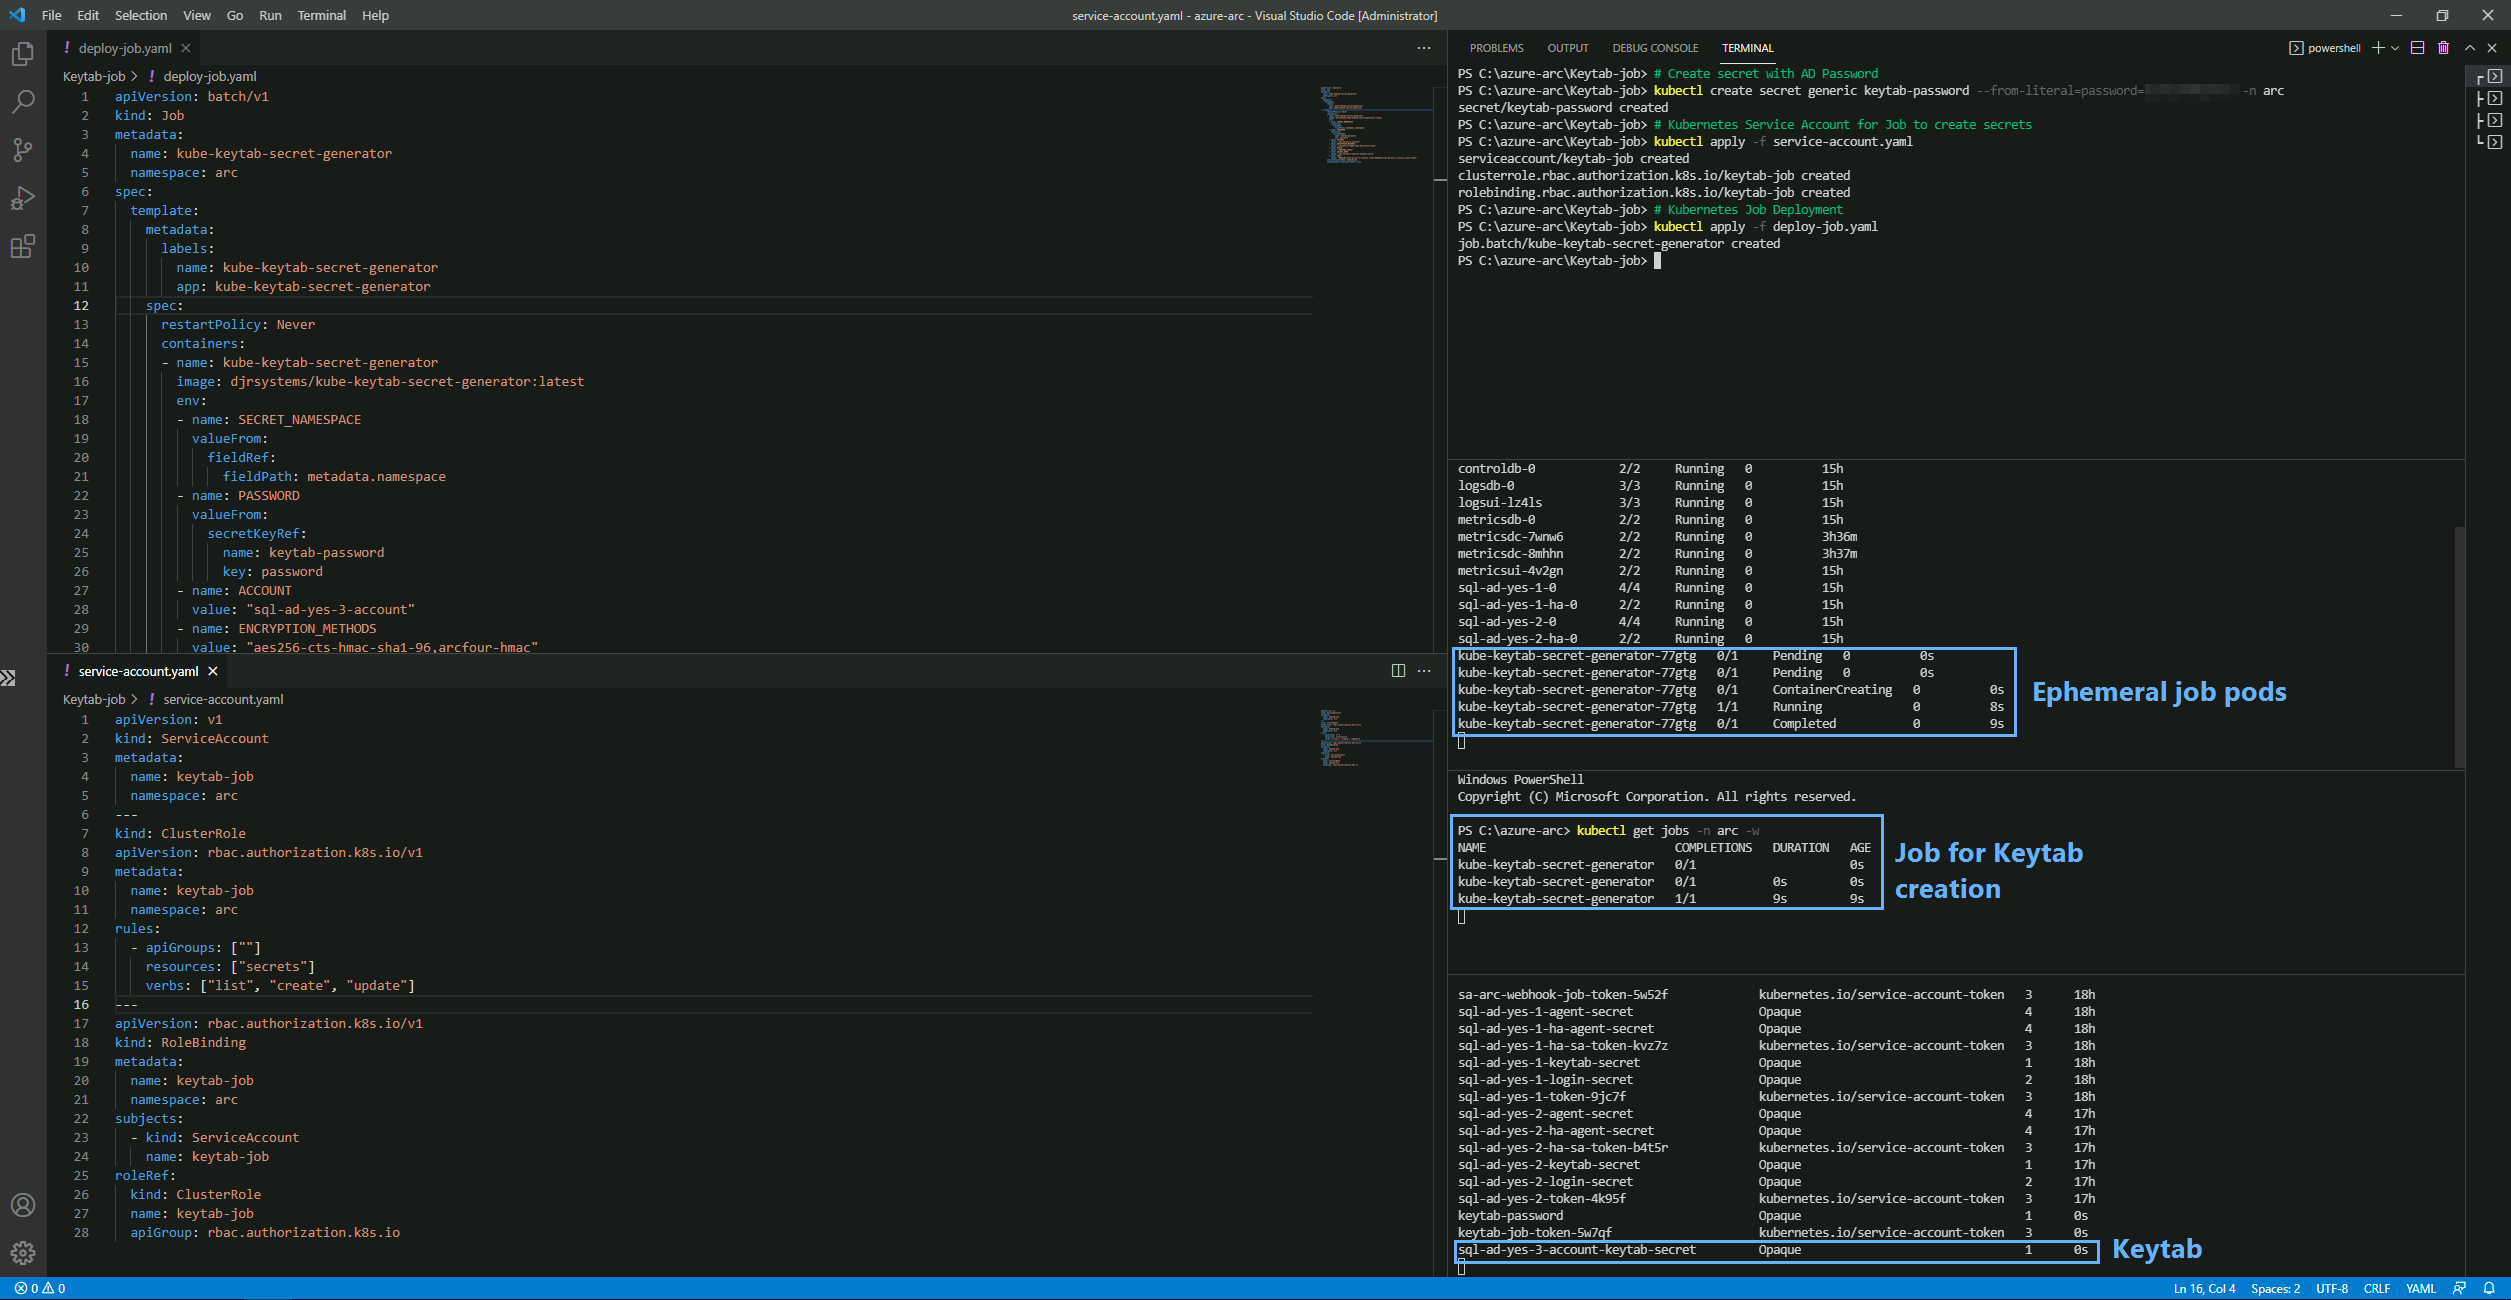 File Edit Selection View Go Run Terminal Help
service-account.yaml - azure-arc - Visual Studio Code [Administrator]
! deploy-job.yaml
Keytab-job > ! deploy-job.yaml
1 apiVersion: batch/v1
2 kind: Job
3 metadata:
4 name: kube-keytab-secret-generator
5 namespace: arc
6 spec:
7 template:
8 metadata:
9 labels:
10 name: kube-keytab-secret-generator
11 app: kube-keytab-secret-generator
12 spec:
13 restartPolicy: Never
14 containers:
15 - name: kube-keytab-secret-generator
16 image: djrsystems/kube-keytab-secret-generator:latest
17 env:
18 - name: SECRET_NAMESPACE
19 valueFrom:
20 fieldRef:
21 fieldPath: metadata.namespace
22 - name: PASSWORD
23 valueFrom:
24 secretKeyRef:
25 name: keytab-password
26 key: password
27 - name: ACCOUNT
28 value: "sql-ad-yes-3-account"
29 - name: ENCRYPTION_METHODS
30 value: "aes256-cts-hmac-sha1-96,arcfour-hmac"
! service-account.yaml
Keytab-job > ! service-account.yaml
1 apiVersion: v1
2 kind: ServiceAccount
3 metadata:
4 name: keytab-job
5 namespace: arc
6 ---
7 kind: ClusterRole
8 apiVersion: rbac.authorization.k8s.io/v1
9 metadata:
10 name: keytab-job
11 namespace: arc
12 rules:
13 - apiGroups: [""]
14 resources: ["secrets"]
15 verbs: ["list", "create", "update"]
16 ---
17 apiVersion: rbac.authorization.k8s.io/v1
18 kind: RoleBinding
19 metadata:
20 name: keytab-job
21 namespace: arc
22 subjects:
23 - kind: ServiceAccount
24 name: keytab-job
25 roleRef:
26 kind: ClusterRole
27 name: keytab-job
28 apiGroup: rbac.authorization.k8s.io
PROBLEMS OUTPUT DEBUG CONSOLE TERMINAL
powershell
PS C:\azure-arc\Keytab-job> # Create secret with AD Password
PS C:\azure-arc\Keytab-job> kubectl create secret generic keytab-password --from-literal=password= -n arc
secret/keytab-password created
PS C:\azure-arc\Keytab-job> # Kubernetes Service Account for Job to create secrets
PS C:\azure-arc\Keytab-job> kubectl apply -f service-account.yaml
serviceaccount/keytab-job created
clusterrole.rbac.authorization.k8s.io/keytab-job created
rolebinding.rbac.authorization.k8s.io/keytab-job created
PS C:\azure-arc\Keytab-job> # Kubernetes Job Deployment
PS C:\azure-arc\Keytab-job> kubectl apply -f deploy-job.yaml
job.batch/kube-keytab-secret-generator created
PS C:\azure-arc\Keytab-job>
controldb-0 2/2 Running 0 15h
logsdb-0 3/3 Running 0 15h
logsui-lz4ls 3/3 Running 0 15h
metricsdb-0 2/2 Running 0 15h
metricsdc-7wnw6 2/2 Running 0 3h36m
metricsdc-8mhhn 2/2 Running 0 3h37m
metricsui-4v2gn 2/2 Running 0 15h
sql-ad-yes-1-0 4/4 Running 0 15h
sql-ad-yes-1-ha-0 2/2 Running 0 15h
sql-ad-yes-2-0 4/4 Running 0 15h
sql-ad-yes-2-ha-0 2/2 Running 0 15h
kube-keytab-secret-generator-77gtg 0/1 Pending 0 0s
kube-keytab-secret-generator-77gtg 0/1 Pending 0 0s
kube-keytab-secret-generator-77gtg 0/1 ContainerCreating 0 0s
kube-keytab-secret-generator-77gtg 1/1 Running 0 8s
kube-keytab-secret-generator-77gtg 0/1 Completed 0 9s
Ephemeral job pods
Windows PowerShell
Copyright (C) Microsoft Corporation. All rights reserved.
PS C:\azure-arc> kubectl get jobs -n arc -w
NAME COMPLETIONS DURATION AGE
kube-keytab-secret-generator 0/1 0s
kube-keytab-secret-generator 0/1 0s 0s
kube-keytab-secret-generator 1/1 9s 9s
Job for Keytab
creation
sa-arc-webhook-job-token-5w52f kubernetes.io/service-account-token 3 18h
sql-ad-yes-1-agent-secret Opaque 4 18h
sql-ad-yes-1-ha-agent-secret Opaque 4 18h
sql-ad-yes-1-ha-sa-token-kvz7z kubernetes.io/service-account-token 3 18h
sql-ad-yes-1-keytab-secret Opaque 1 18h
sql-ad-yes-1-login-secret Opaque 2 18h
sql-ad-yes-1-token-9jc7f kubernetes.io/service-account-token 3 18h
sql-ad-yes-2-agent-secret Opaque 4 17h
sql-ad-yes-2-ha-agent-secret Opaque 4 17h
sql-ad-yes-2-ha-sa-token-b4t5r kubernetes.io/service-account-token 3 17h
sql-ad-yes-2-keytab-secret Opaque 1 17h
sql-ad-yes-2-login-secret Opaque 2 17h
sql-ad-yes-2-token-4k95f kubernetes.io/service-account-token 3 17h
keytab-password Opaque 1 0s
keytab-job-token-5w7qf kubernetes.io/service-account-token 3 0s
sql-ad-yes-3-account-keytab-secret Opaque 1 0s
Keytab
0 0
Ln 16, Col 4 Spaces: 2 UTF-8 CRLF YAML